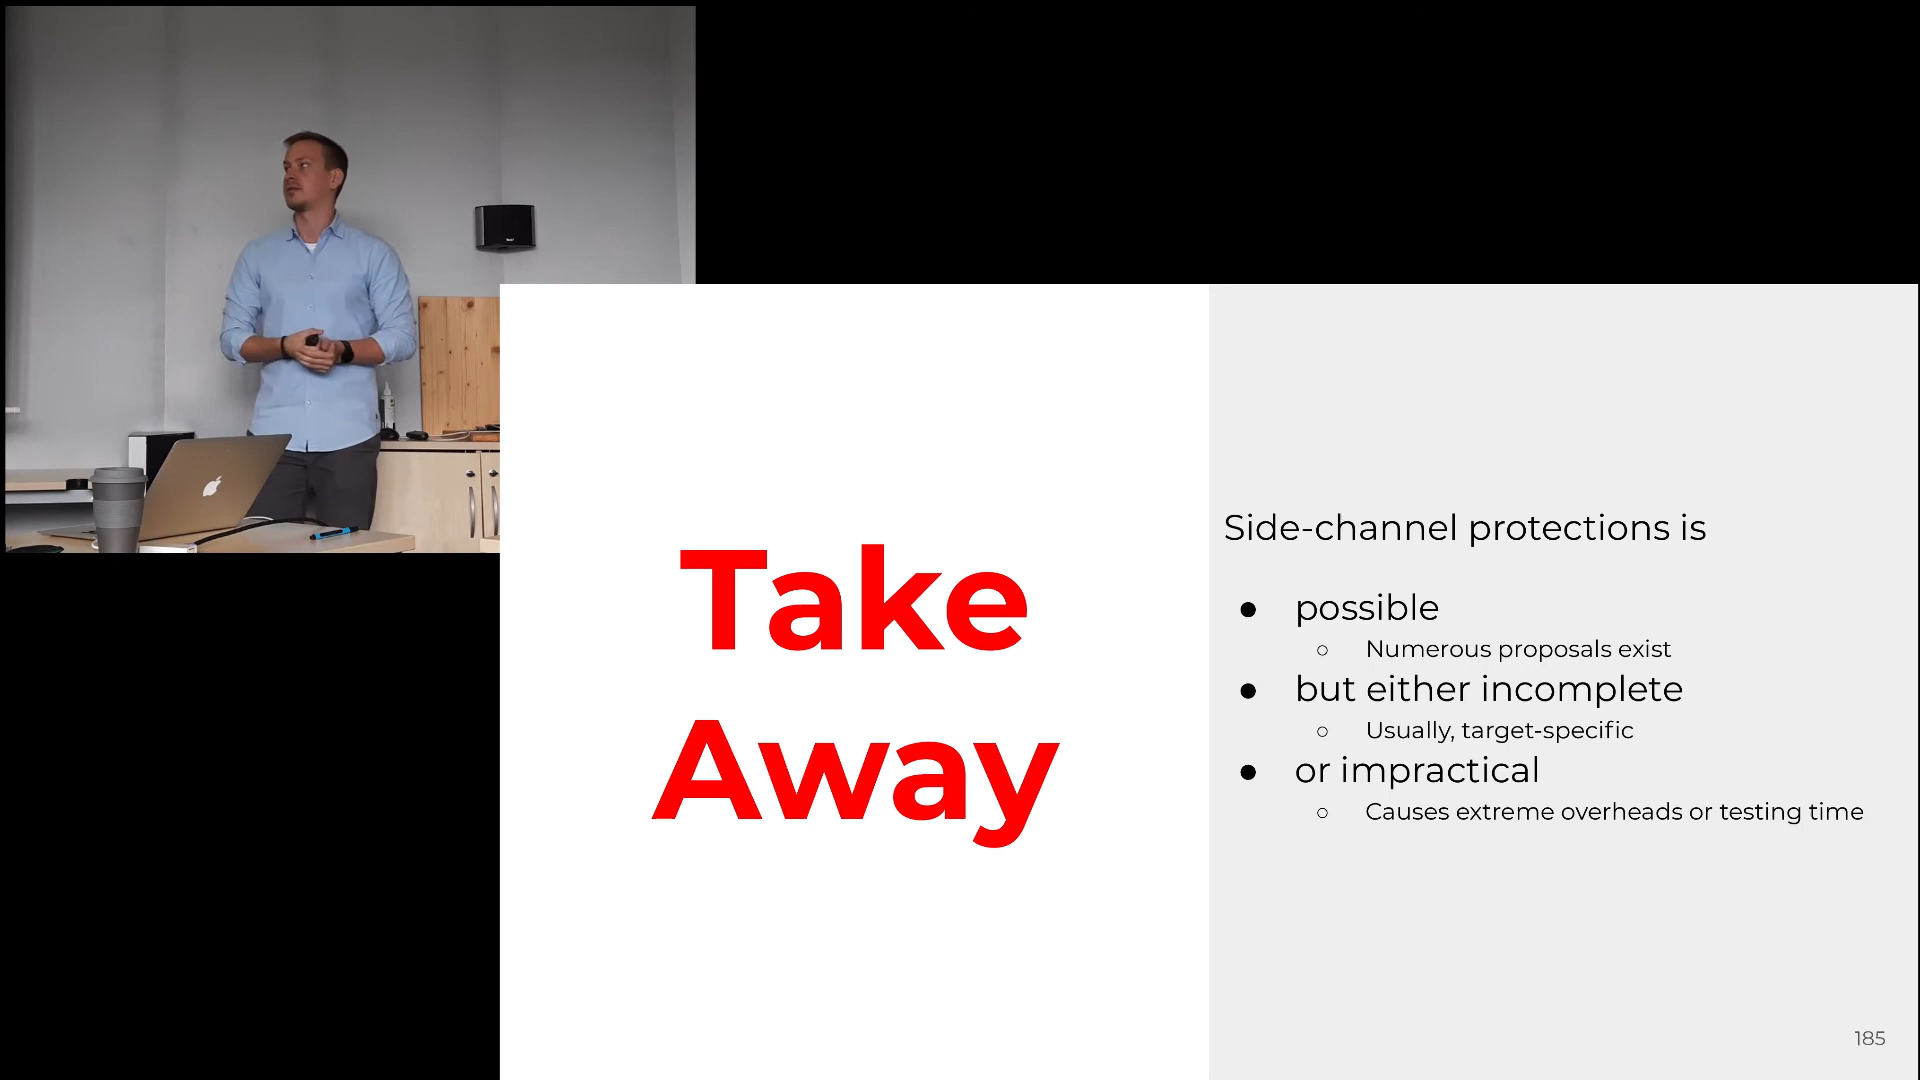 Take
Away
Side-channel protections is
● possible
○ Numerous proposals exist
● but either incomplete
○ Usually, target-specific
● or impractical
○ Causes extreme overheads or testing time
185